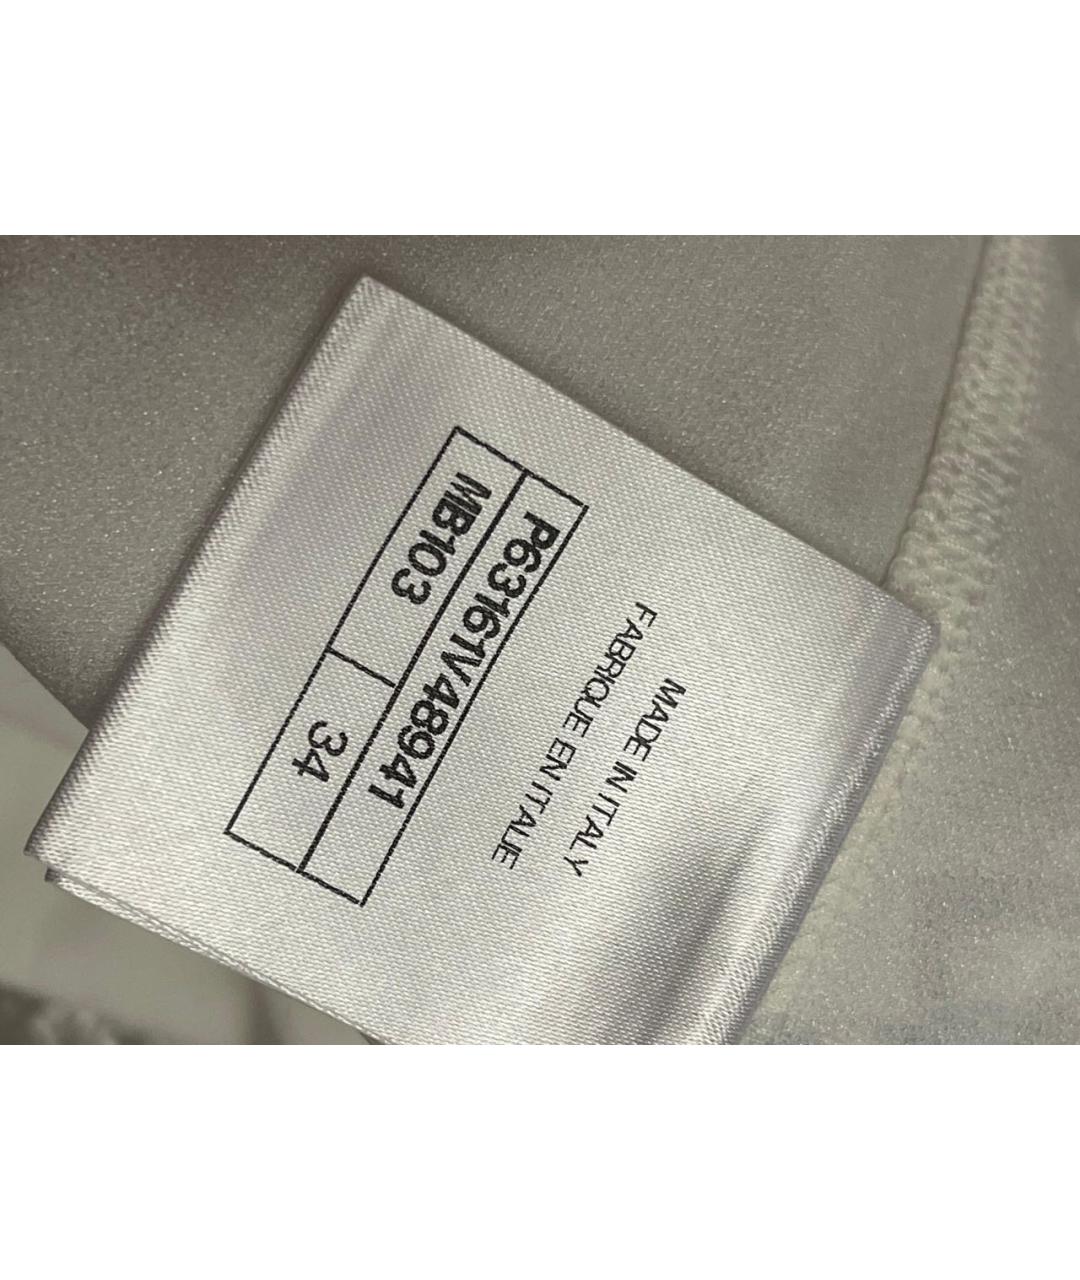 MADE IN ITALY
FABRIQUE EN ITALIE
P63161V48941
MB103
34